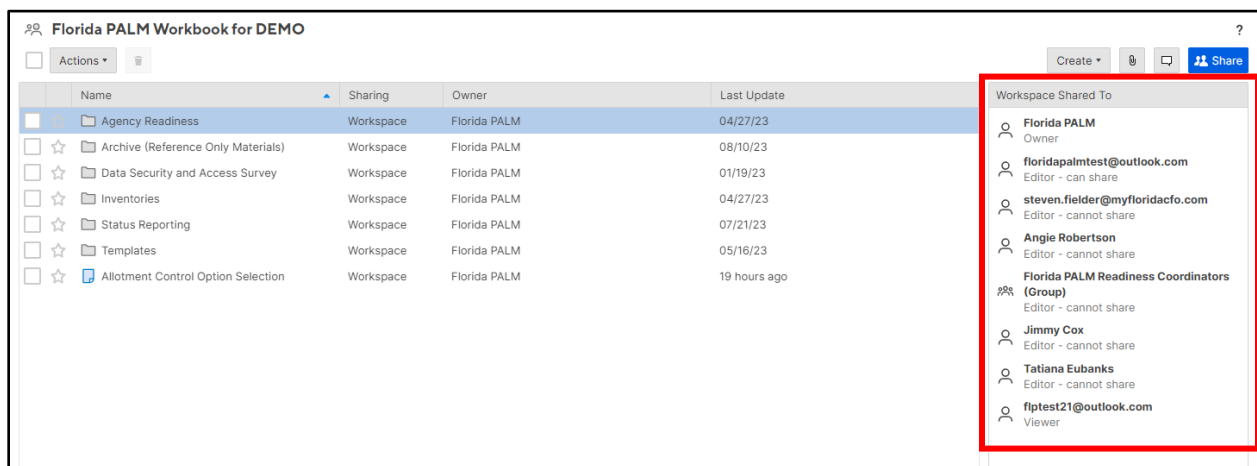 Florida PALM Workbook for DEMO
?
Actions
Create
Share
Name Sharing Owner Last Update
Agency Readiness Workspace Florida PALM 04/27/23
Archive (Reference Only Materials) Workspace Florida PALM 08/10/23
Data Security and Access Survey Workspace Florida PALM 01/19/23
Inventories Workspace Florida PALM 04/27/23
Status Reporting Workspace Florida PALM 07/21/23
Templates Workspace Florida PALM 05/16/23
Allotment Control Option Selection Workspace Florida PALM 19 hours ago
Workspace Shared To
Florida PALM
Owner
floridapalmtest@outlook.com
Editor - can share
steven.fielder@myfloridacfo.com
Editor - cannot share
Angie Robertson
Editor - cannot share
Florida PALM Readiness Coordinators
(Group)
Editor - cannot share
Jimmy Cox
Editor - cannot share
Tatiana Eubanks
Editor - cannot share
flptest21@outlook.com
Viewer